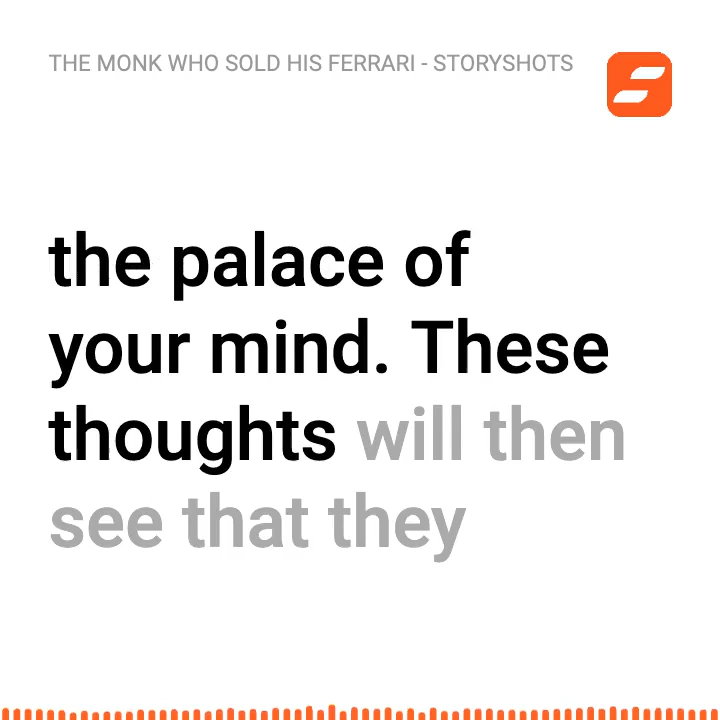 THE MONK WHO SOLD HIS FERRARI - STORYSHOTS
the palace of
your mind. These
thoughts will then
see that they